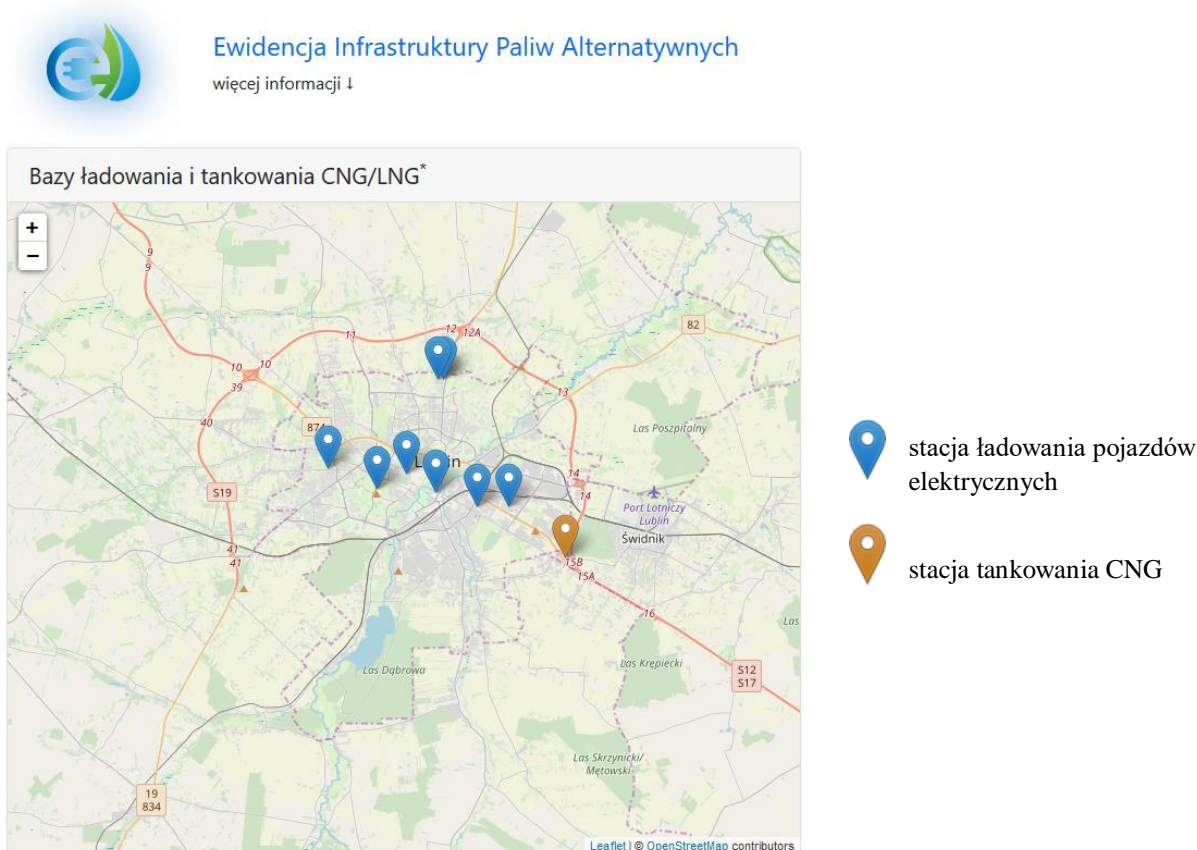 Ewidencja Infrastruktury Paliw Alternatywnych
więcej informacji ↓
Bazy ładowania i tankowania CNG/LNG*
+
−
9
9
11
12
12A
82
10
10
39
13
40
874
Las Poszpitalny
S19
14
14
Port Lotniczy
Lublin
Świdnik
41
41
15B
15A
16
Las
Las Dąbrowa
Las Krępiecki
S12
S17
Las Skrzynicki/
Mętowski
19
834
Leaflet | © OpenStreetMap contributors
stacja ładowania pojazdów
elektrycznych
stacja tankowania CNG